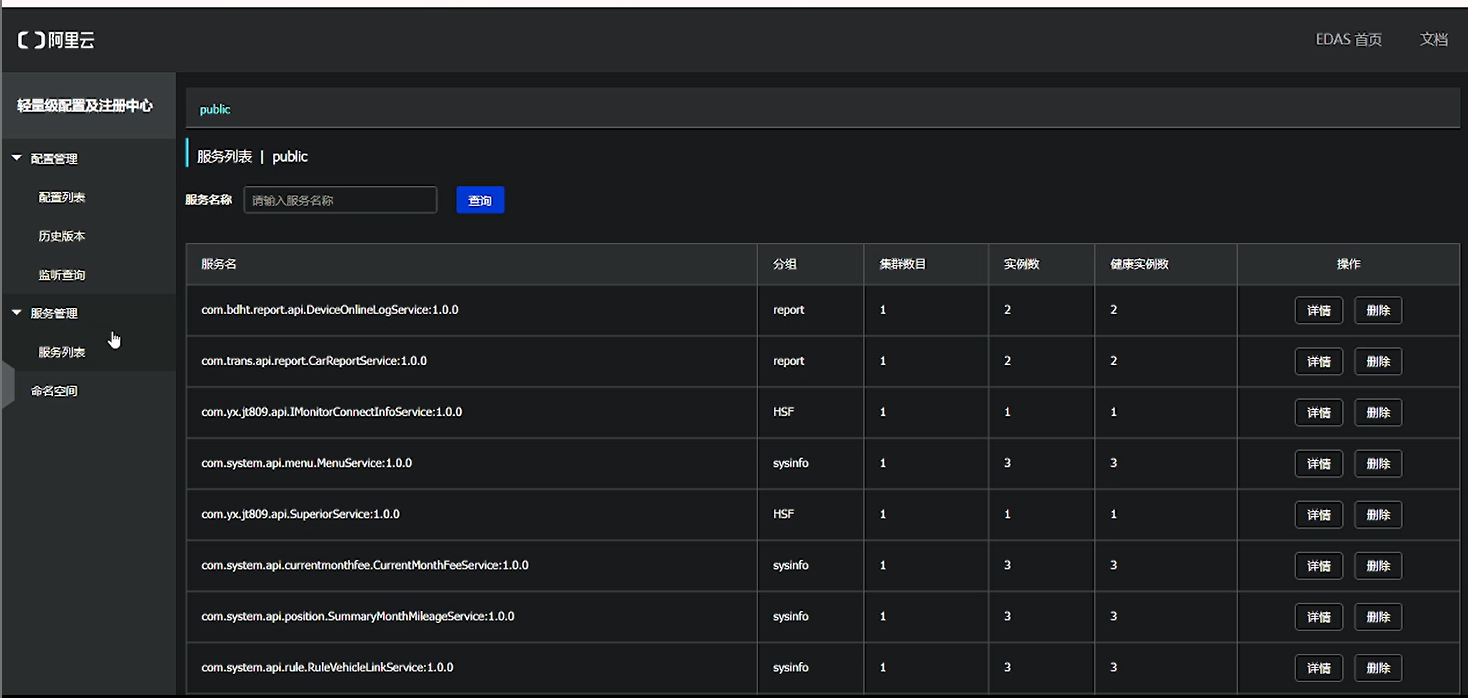 阿里云
EDAS 首页 文档
轻量级配置及注册中心
配置管理
配置列表
历史版本
监听查询
服务管理
服务列表
命名空间
public
服务列表 | public
服务名称 请输入服务名称 查询
服务名 分组 集群数目 实例数 健康实例数 操作
com.bdht.report.api.DeviceOnlineLogService:1.0.0 report 1 2 2 详情 删除
com.trans.api.report.CarReportService:1.0.0 report 1 2 2 详情 删除
com.yx.jt809.api.IMonitorConnectInfoService:1.0.0 HSF 1 1 1 详情 删除
com.system.api.menu.MenuService:1.0.0 sysinfo 1 3 3 详情 删除
com.yx.jt809.api.SuperiorService:1.0.0 HSF 1 1 1 详情 删除
com.system.api.currentmonthfee.CurrentMonthFeeService:1.0.0 sysinfo 1 3 3 详情 删除
com.system.api.position.SummaryMonthMileageService:1.0.0 sysinfo 1 3 3 详情 删除
com.system.api.rule.RuleVehicleLinkService:1.0.0 sysinfo 1 3 3 详情 删除